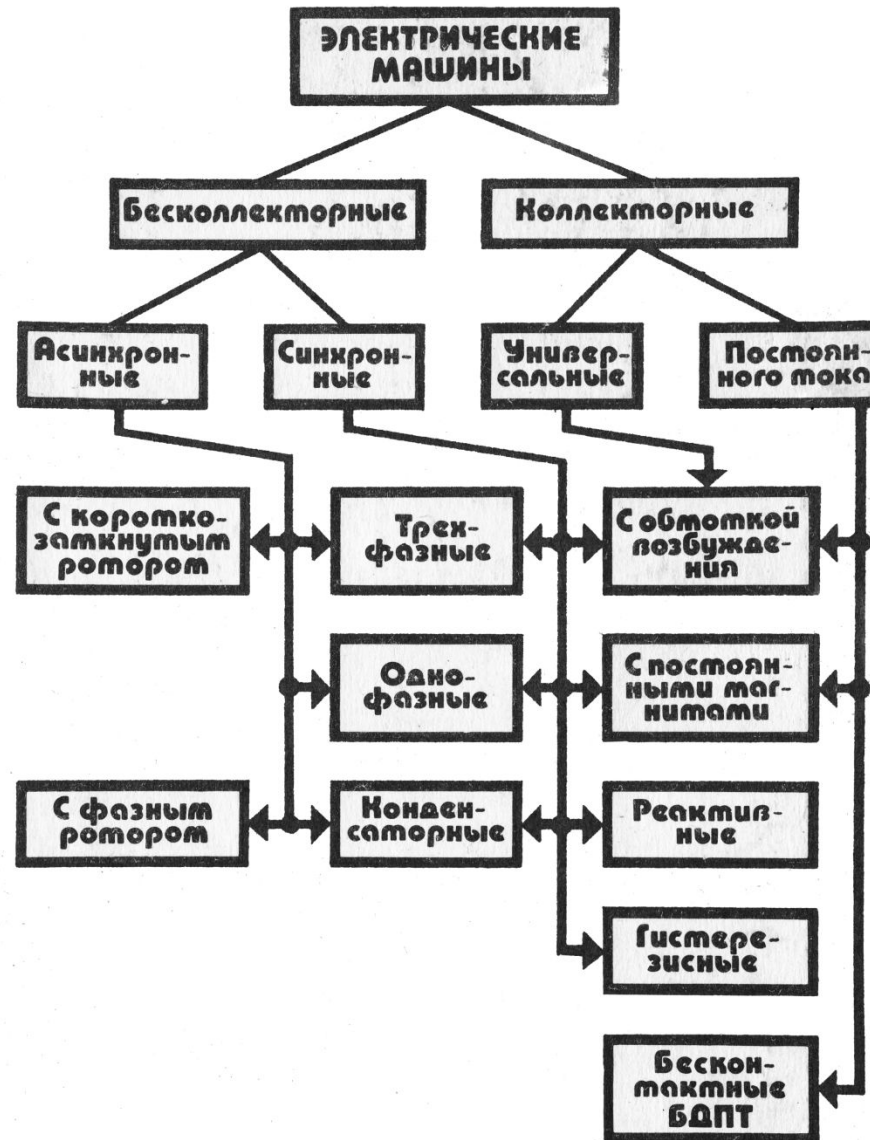 ЭЛЕКТРИЧЕСКИЕ
МАШИНЫ
Бесколлекторные
Коллекторные
Асинхрон-
ные
Синхрон-
ные
Универ-
сальные
Постоян-
ного тока
С коротко-
замкнутым
ротором
Трех-
фазные
С обмоткой
возбужде-
ния
Одно-
фазные
С постоян-
ными маг-
нитами
С фазным
ротором
Конден-
саторные
Реактив-
ные
Гистере-
зисные
Бескон-
тактные
БДПТ